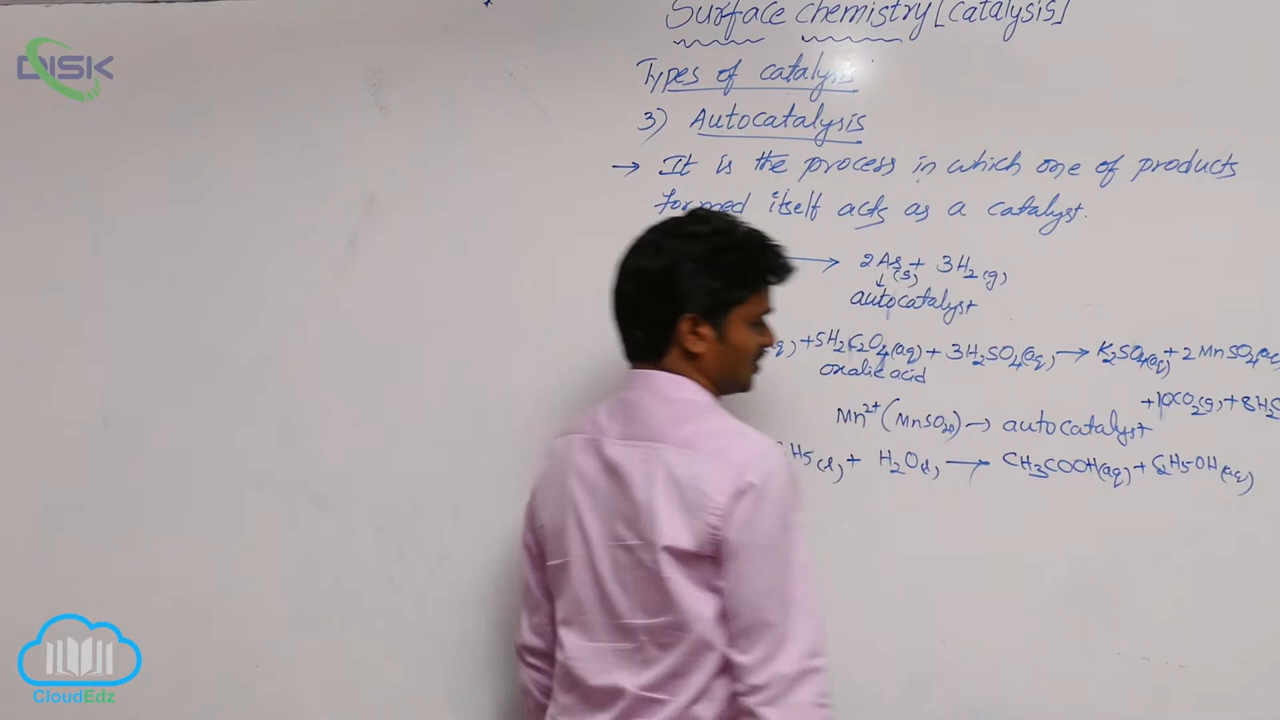 DISK
Surface chemistry [catalysis]
Types of catalysis
3) Autocatalysis
→ It is the process in which one of products
formed itself acts as a catalyst.
→ 2As(s) + 3H₂(g)
↓
autocatalyst
+5H₂C₂O₄(aq) + 3H₂SO₄(aq) → K₂SO₄(aq) + 2MnSO₄(aq
oxalic acid
+10CO₂(g) + 8H₂
Mn²⁺ (MnSO₄) → autocatalyst
H₅(l) + H₂O(l) → CH₃COOH(aq) + C₂H₅OH(aq)
CloudEdz